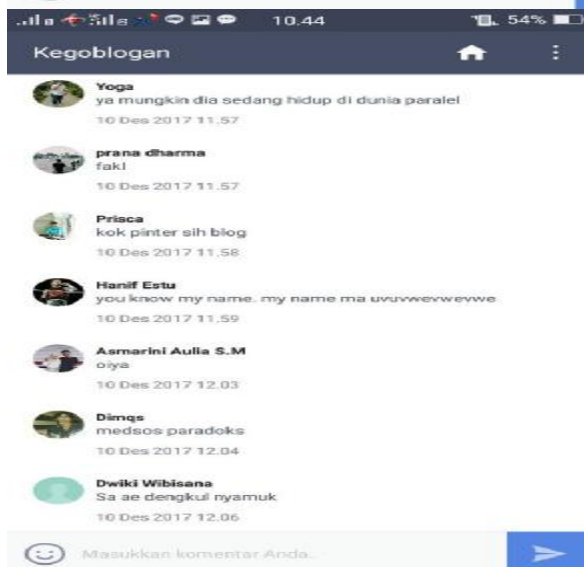 10.44
54%
Kegoblogan
Yoga
ya mungkin dia sedang hidup di dunia paralel
10 Des 2017 11.57
prana dharma
fakl
10 Des 2017 11.57
Prisca
kok pinter sih blog
10 Des 2017 11.58
Hanif Estu
you know my name. my name ma uvuvwevwevwe
10 Des 2017 11.59
Asmarini Aulia S.M
oiya
10 Des 2017 12.03
Dimqs
medsos paradoks
10 Des 2017 12.04
Dwiki Wibisana
Sa ae dengkul nyamuk
10 Des 2017 12.06
Masukkan komentar Anda.